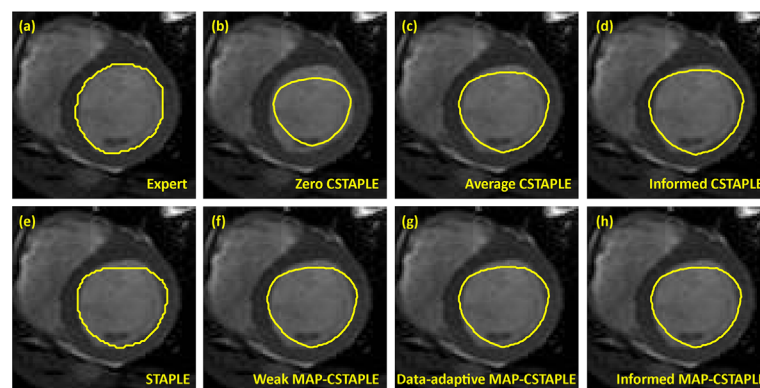 (a)
Expert
(b)
Zero CSTAPLE
(c)
Average CSTAPLE
(d)
Informed CSTAPLE
(e)
STAPLE
(f)
Weak MAP-CSTAPLE
(g)
Data-adaptive MAP-CSTAPLE
(h)
Informed MAP-CSTAPLE